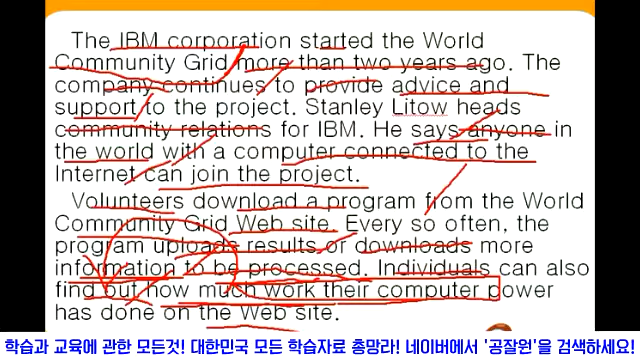 The IBM corporation started the World
Community Grid more than two years ago. The
company continues to provide advice and
support to the project. Stanley Litow heads
community relations for IBM. He says anyone in
the world with a computer connected to the
Internet can join the project.
Volunteers download a program from the World
Community Grid Web site. Every so often, the
program uploads results or downloads more
information to be processed. Individuals can also
find out how much work their computer power
has done on the Web site.
학습과 교육에 관한 모든것! 대한민국 모든 학습자료 총망라! 네이버에서 '공잘원'을 검색하세요!